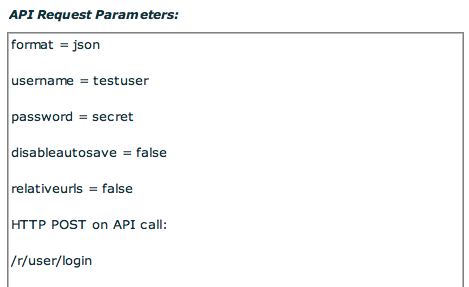 API Request Parameters:
format = json
username = testuser
password = secret
disableautosave = false
relativeurls = false
HTTP POST on API call:
/r/user/login